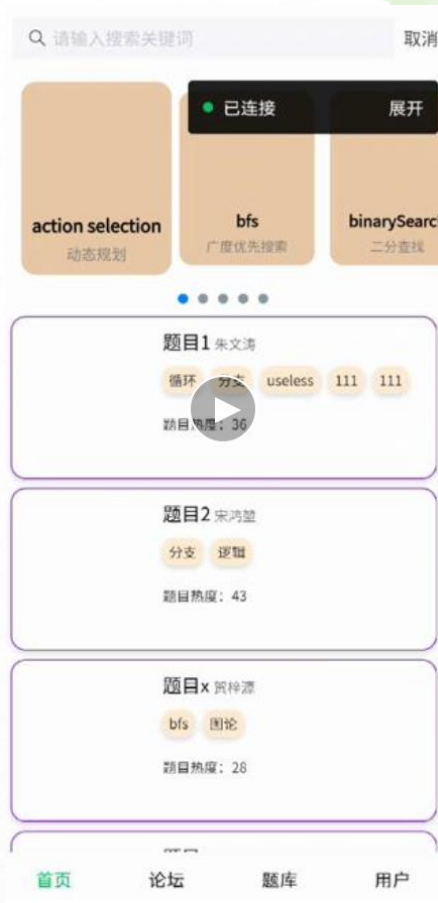 请输入搜索关键词 取消
已连接 展开
action selection bfs binarySearc
动态规划 广度优先搜索 二分查找
题目1 朱文涛
循环 分支 useless 111 111
题目热度：36
题目2 宋鸿堃
分支 逻辑
题目热度：43
题目x 贺梓源
bfs 图论
题目热度：28
首页 论坛 题库 用户